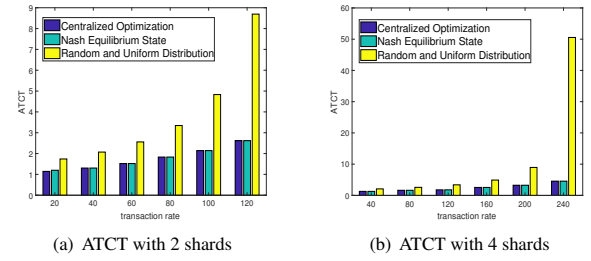 9
8
7
6
5
4
3
2
1
0
ATCT
Centralized Optimization
Nash Equilibrium State
Random and Uniform Distribution
20 40 60 80 100 120
transaction rate
(a) ATCT with 2 shards
60
50
40
30
20
10
0
ATCT
Centralized Optimization
Nash Equilibrium State
Random and Uniform Distribution
40 80 120 160 200 240
transaction rate
(b) ATCT with 4 shards